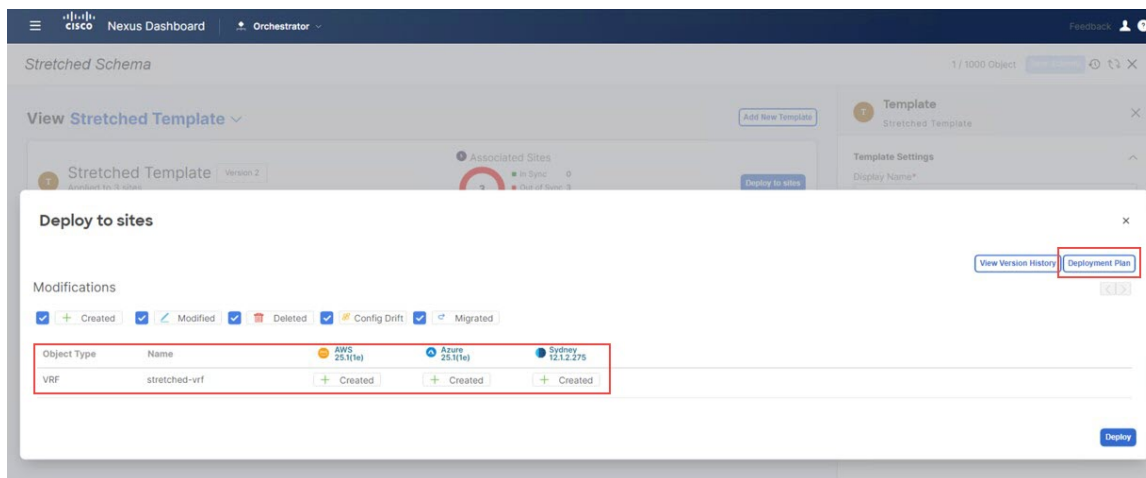 cisco Nexus Dashboard Orchestrator Feedback
Stretched Schema 1 / 1000 Object
View Stretched Template Add New Template
Template
Stretched Template
Template Settings
Display Name*
Associated Sites
Stretched Template Version 2
Applied to 3 sites
3
In Sync 0
Out of Sync 3
Deploy to sites
Deploy to sites
View Version History Deployment Plan
Modifications
Created Modified Deleted Config Drift Migrated
Object Type Name AWS 25.1(1e) Azure 25.1(1e) Sydney 12.1.2.275
VRF stretched-vrf Created Created Created
Deploy